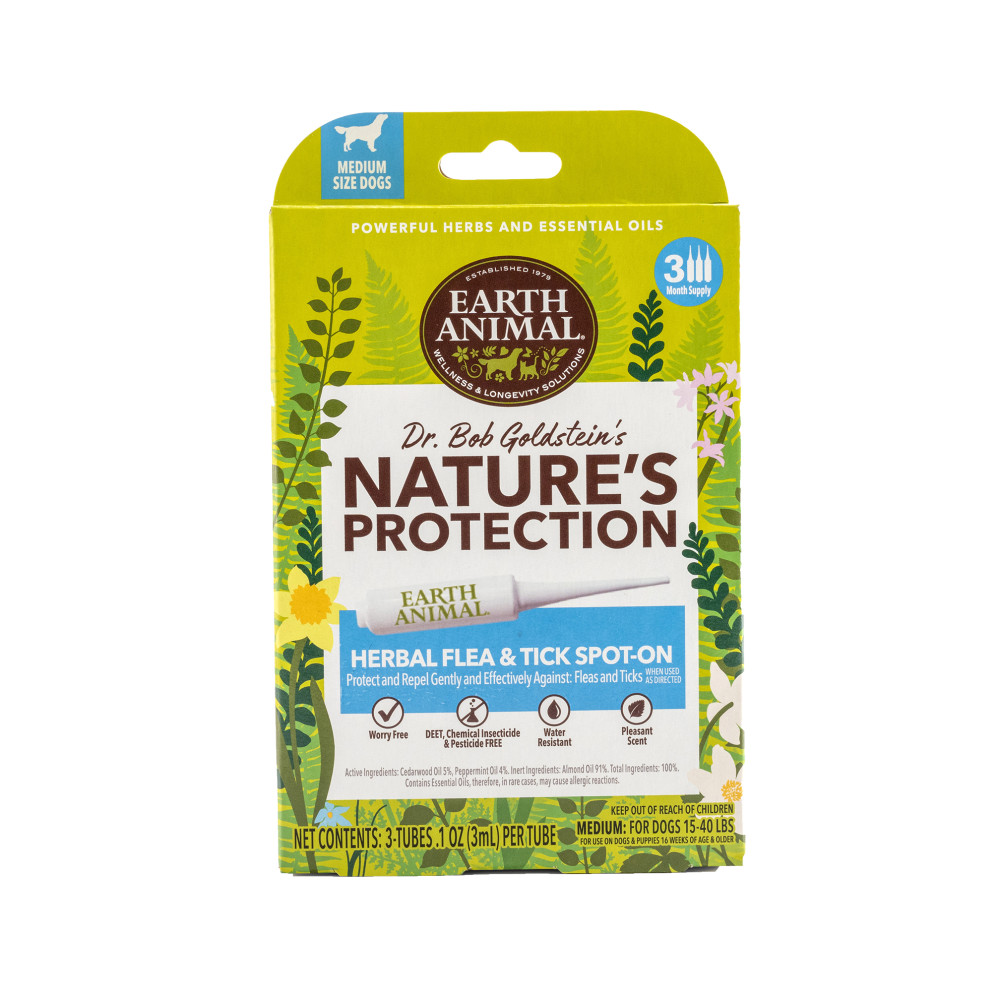 MEDIUM
SIZE DOGS
POWERFUL HERBS AND ESSENTIAL OILS
3
Month Supply
ESTABLISHED 1979
EARTH
ANIMAL®
WELLNESS & LONGEVITY SOLUTIONS
Dr. Bob Goldstein's
NATURE'S
PROTECTION
EARTH
ANIMAL
HERBAL FLEA & TICK SPOT-ON
Protect and Repel Gently and Effectively Against: Fleas and Ticks WHEN USED
AS DIRECTED
Worry Free
DEET, Chemical Insecticide
& Pesticide FREE
Water
Resistant
Pleasant
Scent
Active Ingredients: Cedarwood Oil 5%, Peppermint Oil 4%. Inert Ingredients: Almond Oil 91%. Total Ingredients: 100%.
Contains Essential Oils, therefore, in rare cases, may cause allergic reactions.
KEEP OUT OF REACH OF CHILDREN
NET CONTENTS: 3-TUBES .1 OZ (3mL) PER TUBE
MEDIUM: FOR DOGS 15-40 LBS
FOR USE ON DOGS & PUPPIES 16 WEEKS OF AGE & OLDER